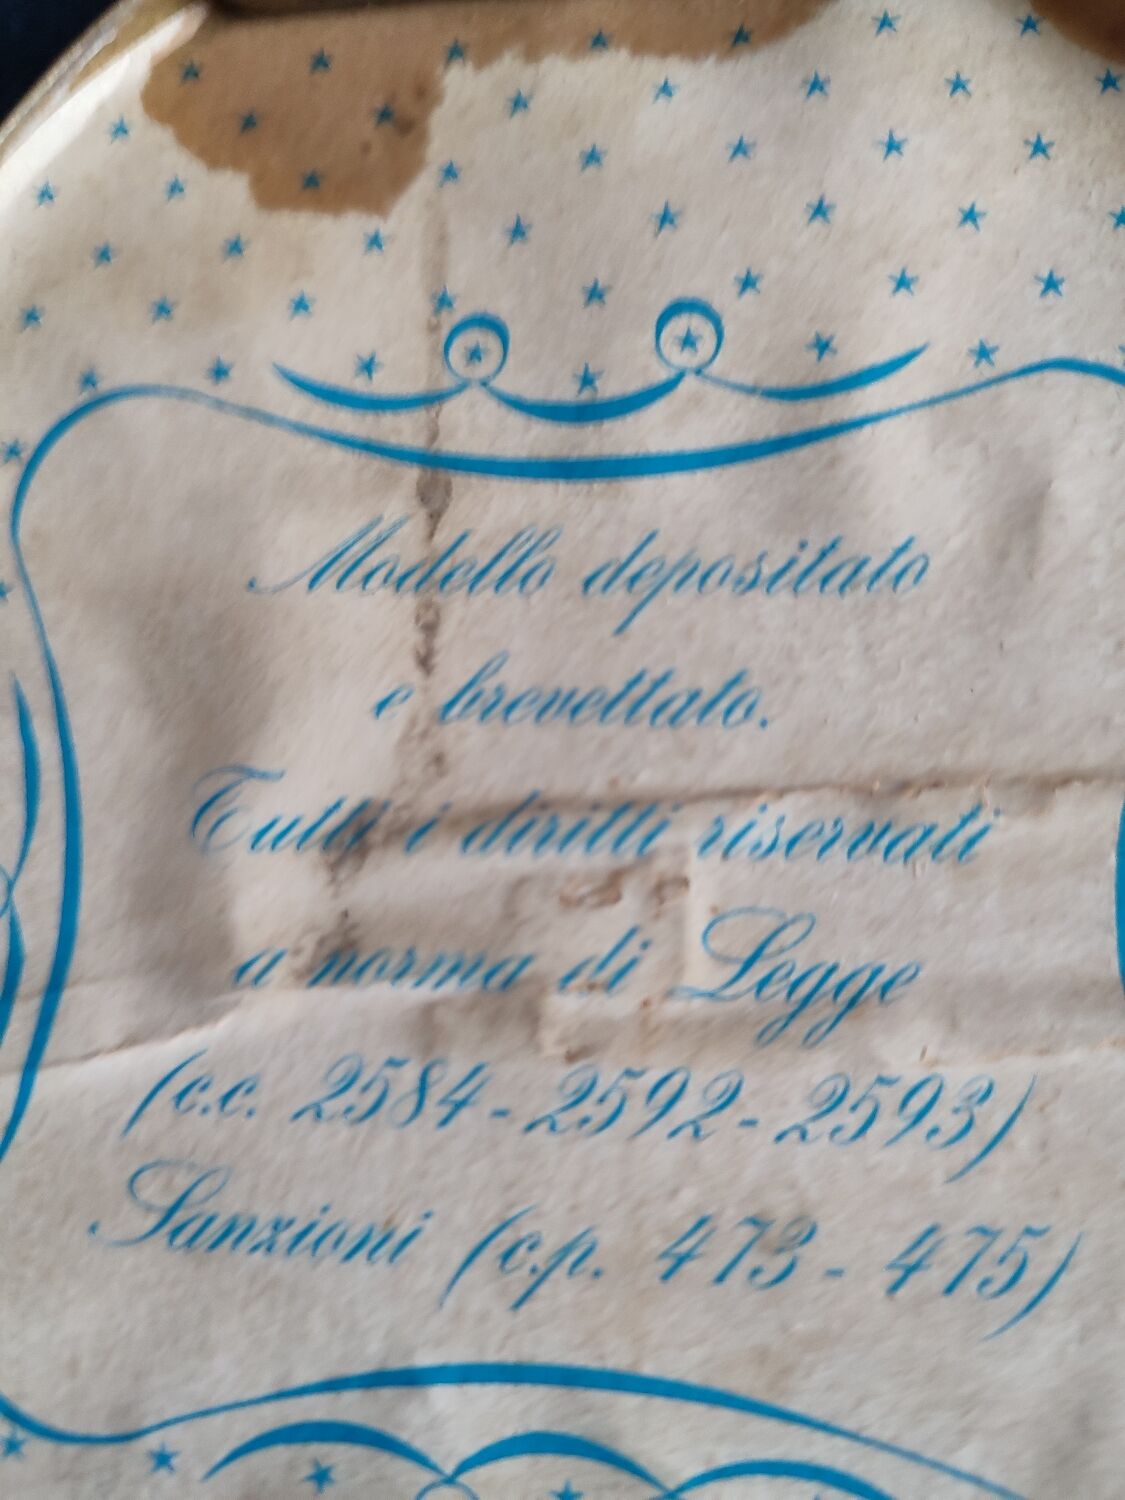 Modello depositato
e brevettato.
Tutti i diritti riservati
a norma di Legge
(c.c. 2584 - 2592 - 2593)
Sanzioni (c.p. 473 - 475)